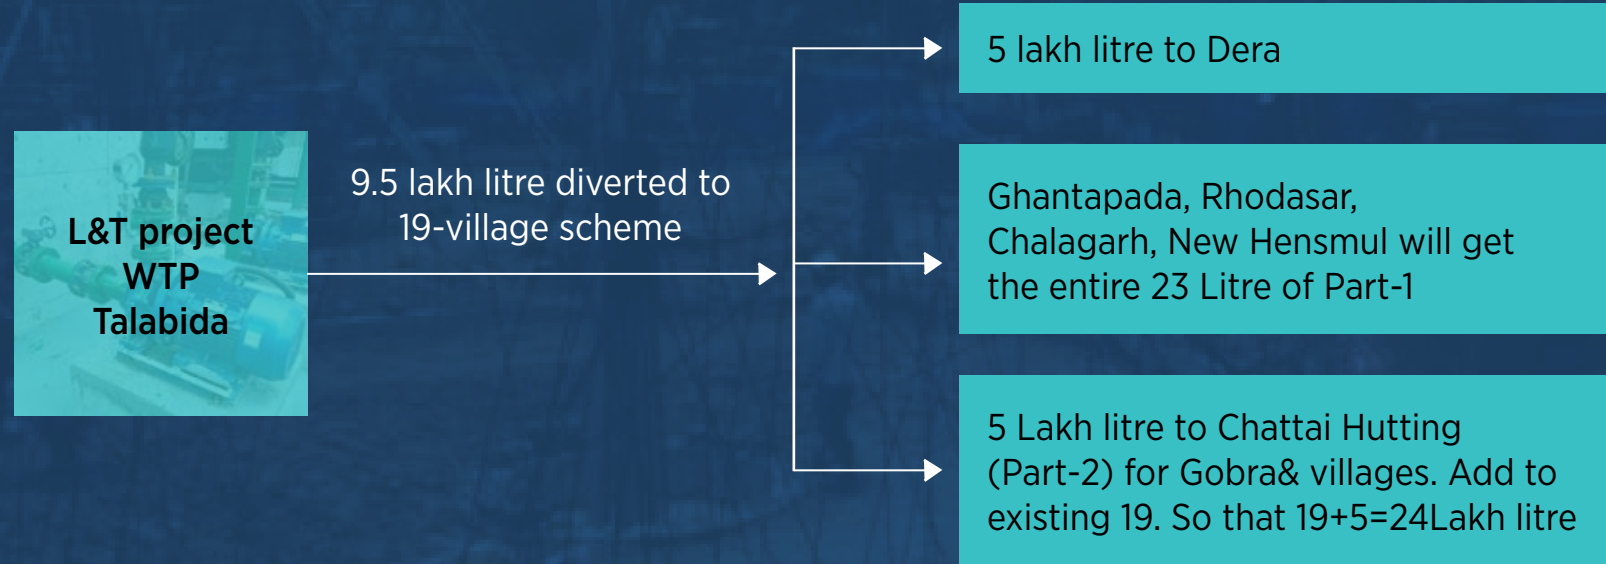 L&T project
WTP
Talabida
9.5 lakh litre diverted to
19-village scheme
5 lakh litre to Dera
Ghantapada, Rhodasar,
Chalagarh, New Hensmul will get
the entire 23 Litre of Part-1
5 Lakh litre to Chattai Hutting
(Part-2) for Gobra& villages. Add to
existing 19. So that 19+5=24Lakh litre